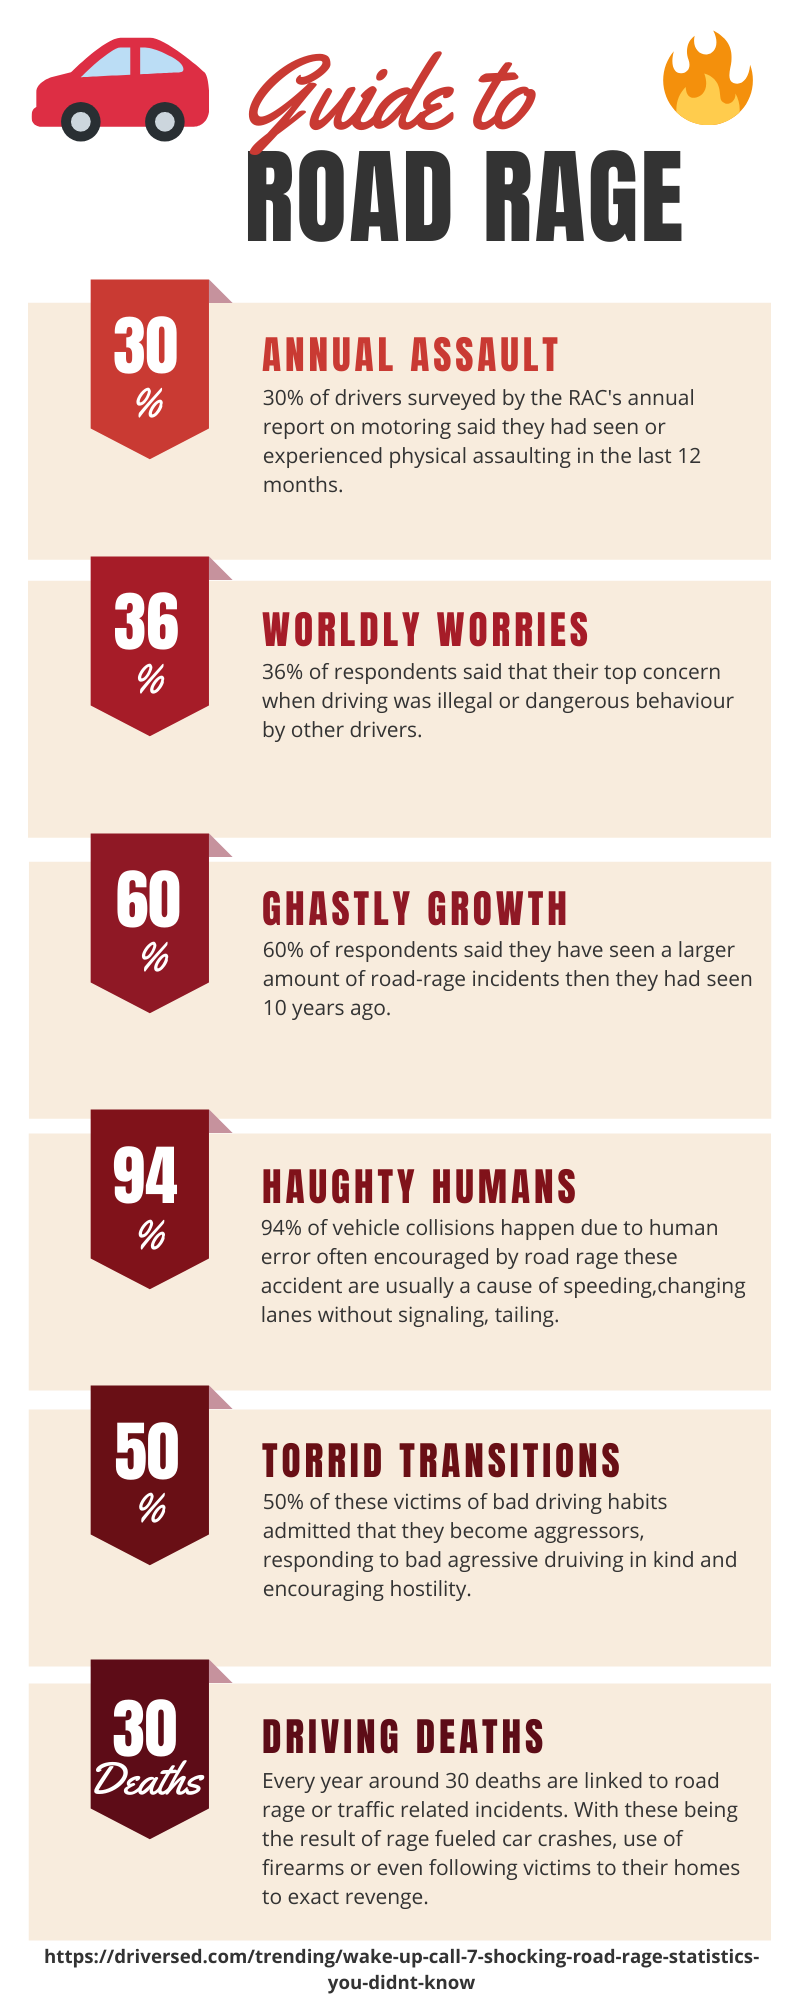 Guide to
ROAD RAGE
30
%
ANNUAL ASSAULT
30% of drivers surveyed by the RAC's annual
report on motoring said they had seen or
experienced physical assaulting in the last 12
months.
36
%
WORLDLY WORRIES
36% of respondents said that their top concern
when driving was illegal or dangerous behaviour
by other drivers.
60
%
GHASTLY GROWTH
60% of respondents said they have seen a larger
amount of road-rage incidents then they had seen
10 years ago.
94
%
HAUGHTY HUMANS
94% of vehicle collisions happen due to human
error often encouraged by road rage these
accident are usually a cause of speeding,changing
lanes without signaling, tailing.
50
%
TORRID TRANSITIONS
50% of these victims of bad driving habits
admitted that they become aggressors,
responding to bad agressive druiving in kind and
encouraging hostility.
30
Deaths
DRIVING DEATHS
Every year around 30 deaths are linked to road
rage or traffic related incidents. With these being
the result of rage fueled car crashes, use of
firearms or even following victims to their homes
to exact revenge.
https://driversed.com/trending/wake-up-call-7-shocking-road-rage-statistics-
you-didnt-know